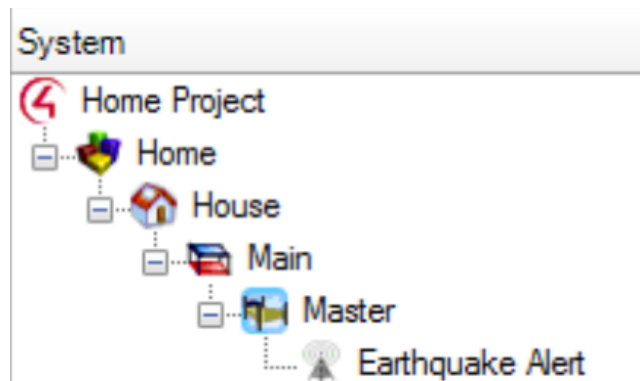 System
Home Project
Home
House
Main
Master
Earthquake Alert